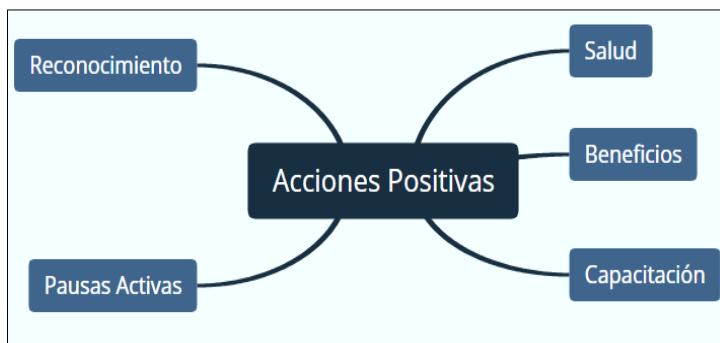 Reconocimiento
Salud
Acciones Positivas
Beneficios
Pausas Activas
Capacitación